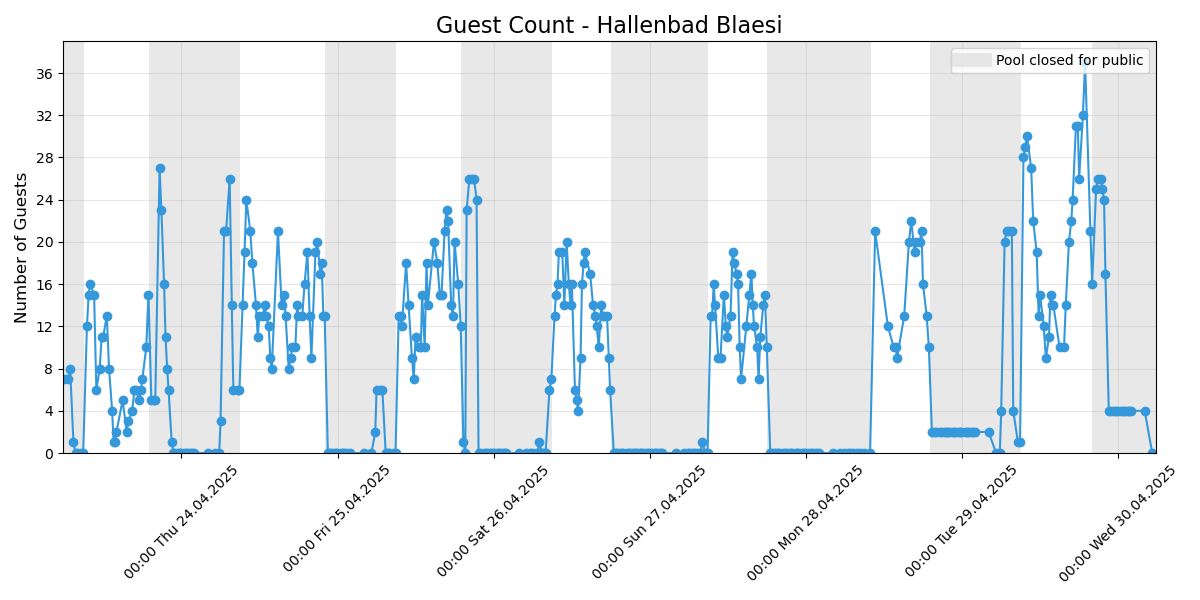 Guest Count - Hallenbad Blaesi
Pool closed for public
Number of Guests
36
32
28
24
20
16
12
8
4
0
00:00 Thu 24.04.2025
00:00 Fri 25.04.2025
00:00 Sat 26.04.2025
00:00 Sun 27.04.2025
00:00 Mon 28.04.2025
00:00 Tue 29.04.2025
00:00 Wed 30.04.2025